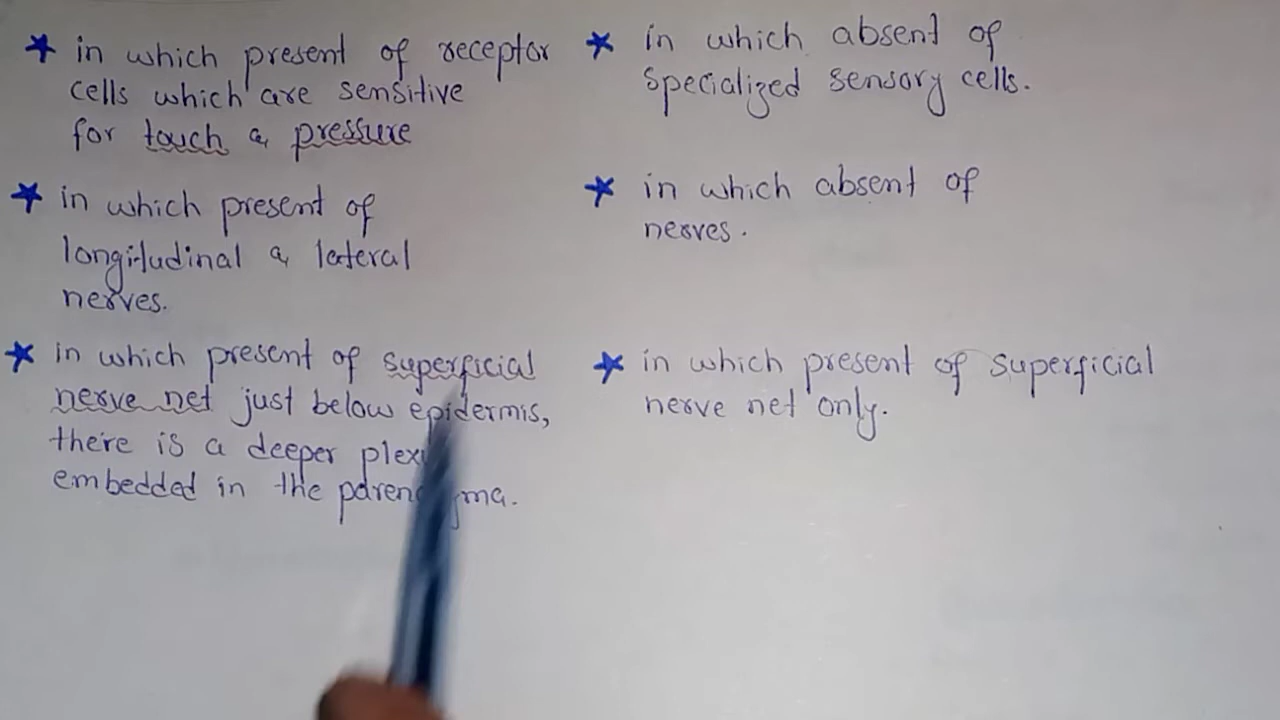 ★ in which present of receptor
cells which are sensitive
for touch & pressure
★ in which present of
longitudinal & lateral
nerves.
★ in which present of superficial
nerve net just below epidermis,
there is a deeper
embedded in the
★ in which absent of
specialized sensory cells.
★ in which absent of
nerves.
★ in which present of superficial
nerve net only.